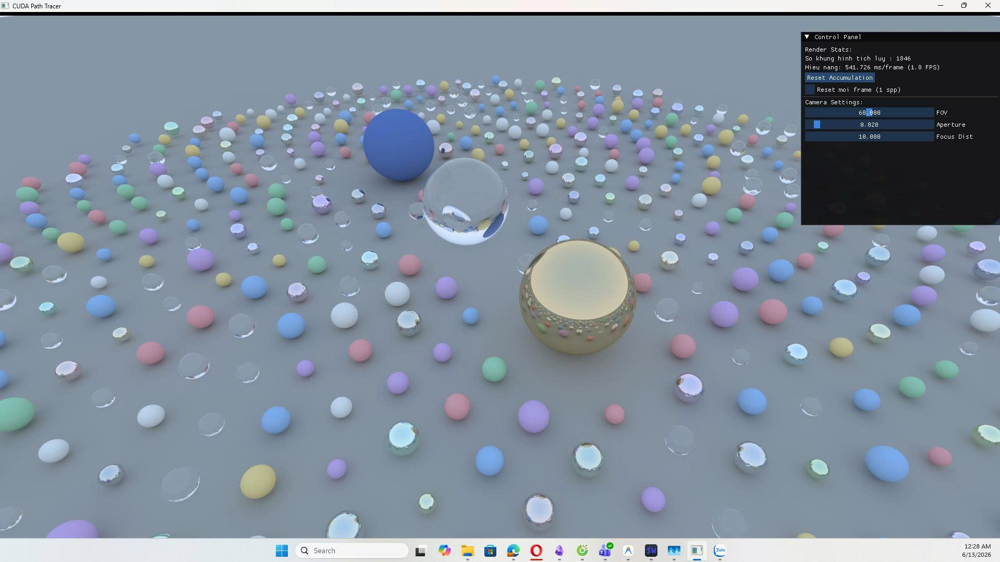 CUDA Path Tracer
Control Panel
Render Stats:
So khung hinh tich luy : 1846
Hieu nang: 541.726 ms/frame (1.8 FPS)
Reset Accumulation
Reset moi frame (1 spp)
Camera Settings:
60.000 FOV
0.020 Aperture
10.000 Focus Dist
Search
$W
Zalo
12:28 AM
6/13/2026